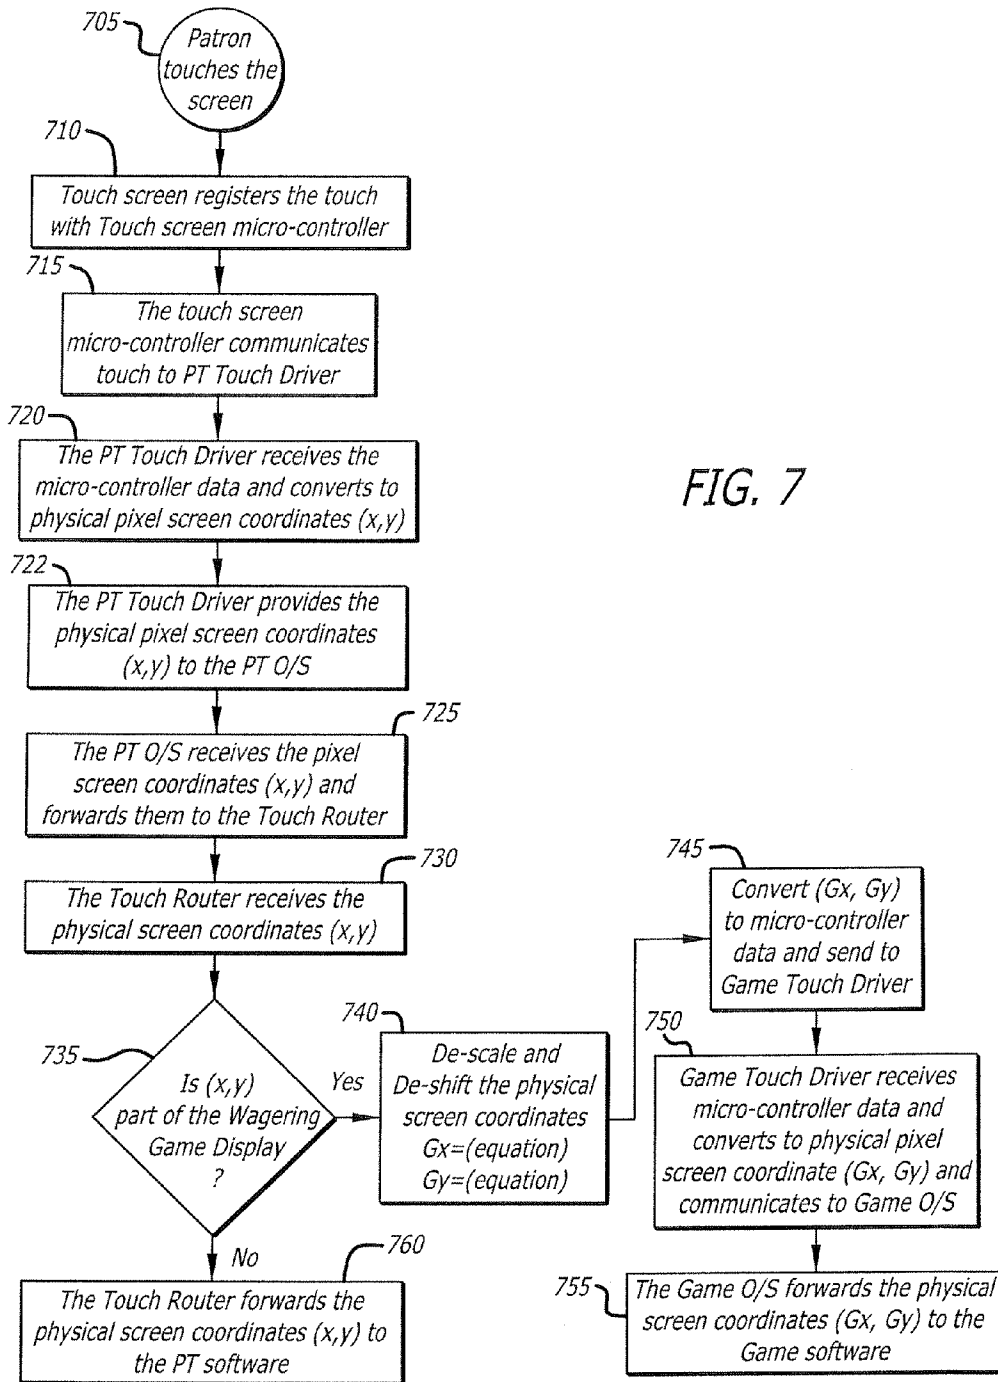 705
Patron
touches the
screen
710
Touch screen registers the touch
with Touch screen micro-controller
715
The touch screen
micro-controller communicates
touch to PT Touch Driver
720
The PT Touch Driver receives the
micro-controller data and converts to
physical pixel screen coordinates (x,y)
FIG. 7
722
The PT Touch Driver provides the
physical pixel screen coordinates
(x,y) to the PT O/S
725
The PT O/S receives the pixel
screen coordinates (x,y) and
forwards them to the Touch Router
730
The Touch Router receives the
physical screen coordinates (x,y)
735
Is (x,y)
part of the Wagering
Game Display
?
Yes
740
De-scale and
De-shift the physical
screen coordinates
Gx=(equation)
Gy=(equation)
745
Convert (Gx, Gy)
to micro-controller
data and send to
Game Touch Driver
750
Game Touch Driver receives
micro-controller data and
converts to physical pixel
screen coordinate (Gx, Gy) and
communicates to Game O/S
755
The Game O/S forwards the physical
screen coordinates (Gx, Gy) to the
Game software
No
760
The Touch Router forwards the
physical screen coordinates (x,y) to
the PT software